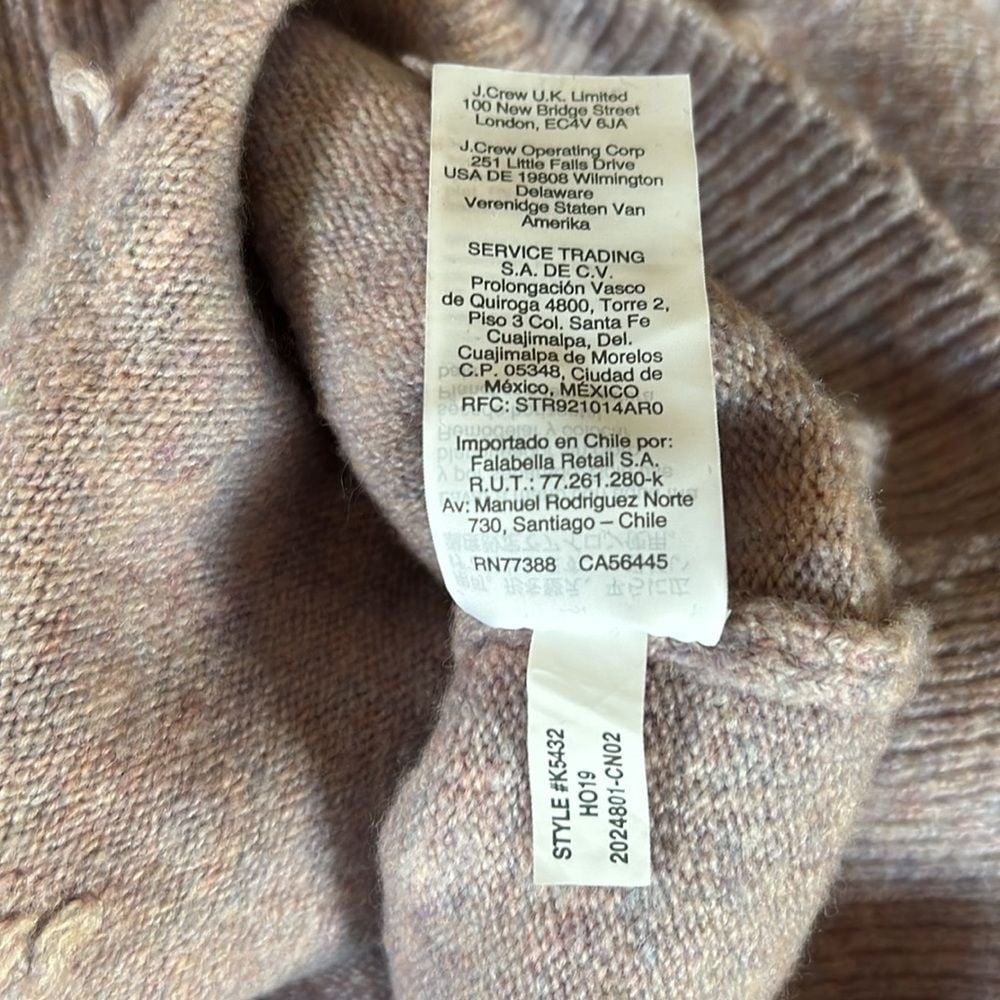 J.Crew U.K. Limited
100 New Bridge Street
London, EC4V 6JA
J.Crew Operating Corp
251 Little Falls Drive
USA DE 19808 Wilmington
Delaware
Verenidge Staten Van
Amerika
SERVICE TRADING
S.A. DE C.V.
Prolongación Vasco
de Quiroga 4800, Torre 2,
Piso 3 Col. Santa Fe
Cuajimalpa, Del.
Cuajimalpa de Morelos
C.P. 05348, Ciudad de
México, MÉXICO
RFC: STR921014AR0
Importado en Chile por:
Falabella Retail S.A.
R.U.T.: 77.261.280-k
Av: Manuel Rodriguez Norte
730, Santiago – Chile
RN77388 CA56445
STYLE #K5432
HO19
2024801-CN02